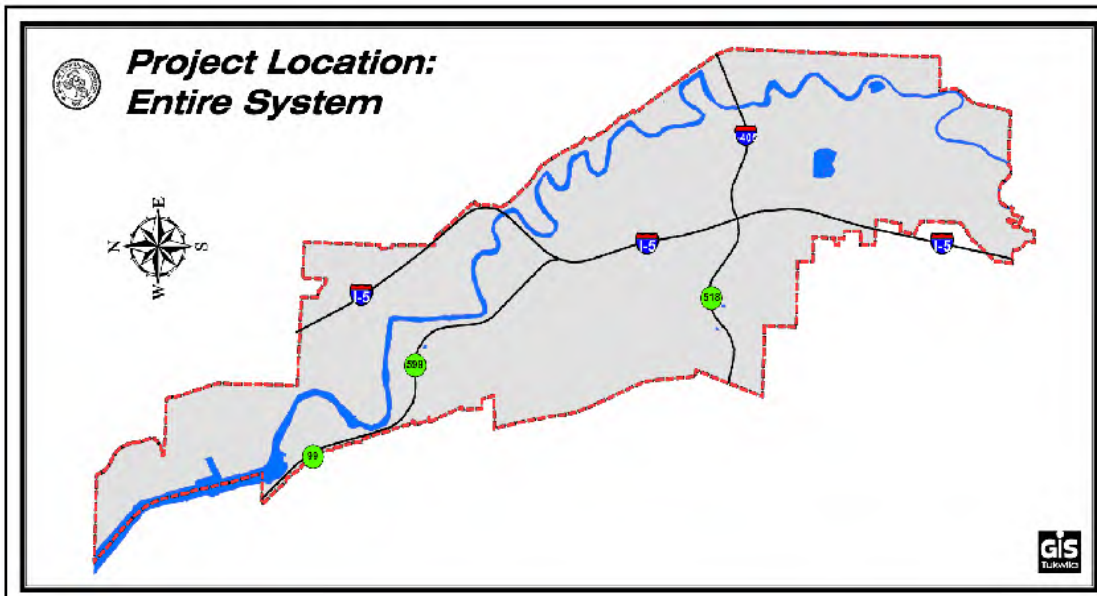 Project Location:
Entire System
I-405
E
N
S
W
I-5
I-5
I-5
518
599
99
GIS
Tukwila